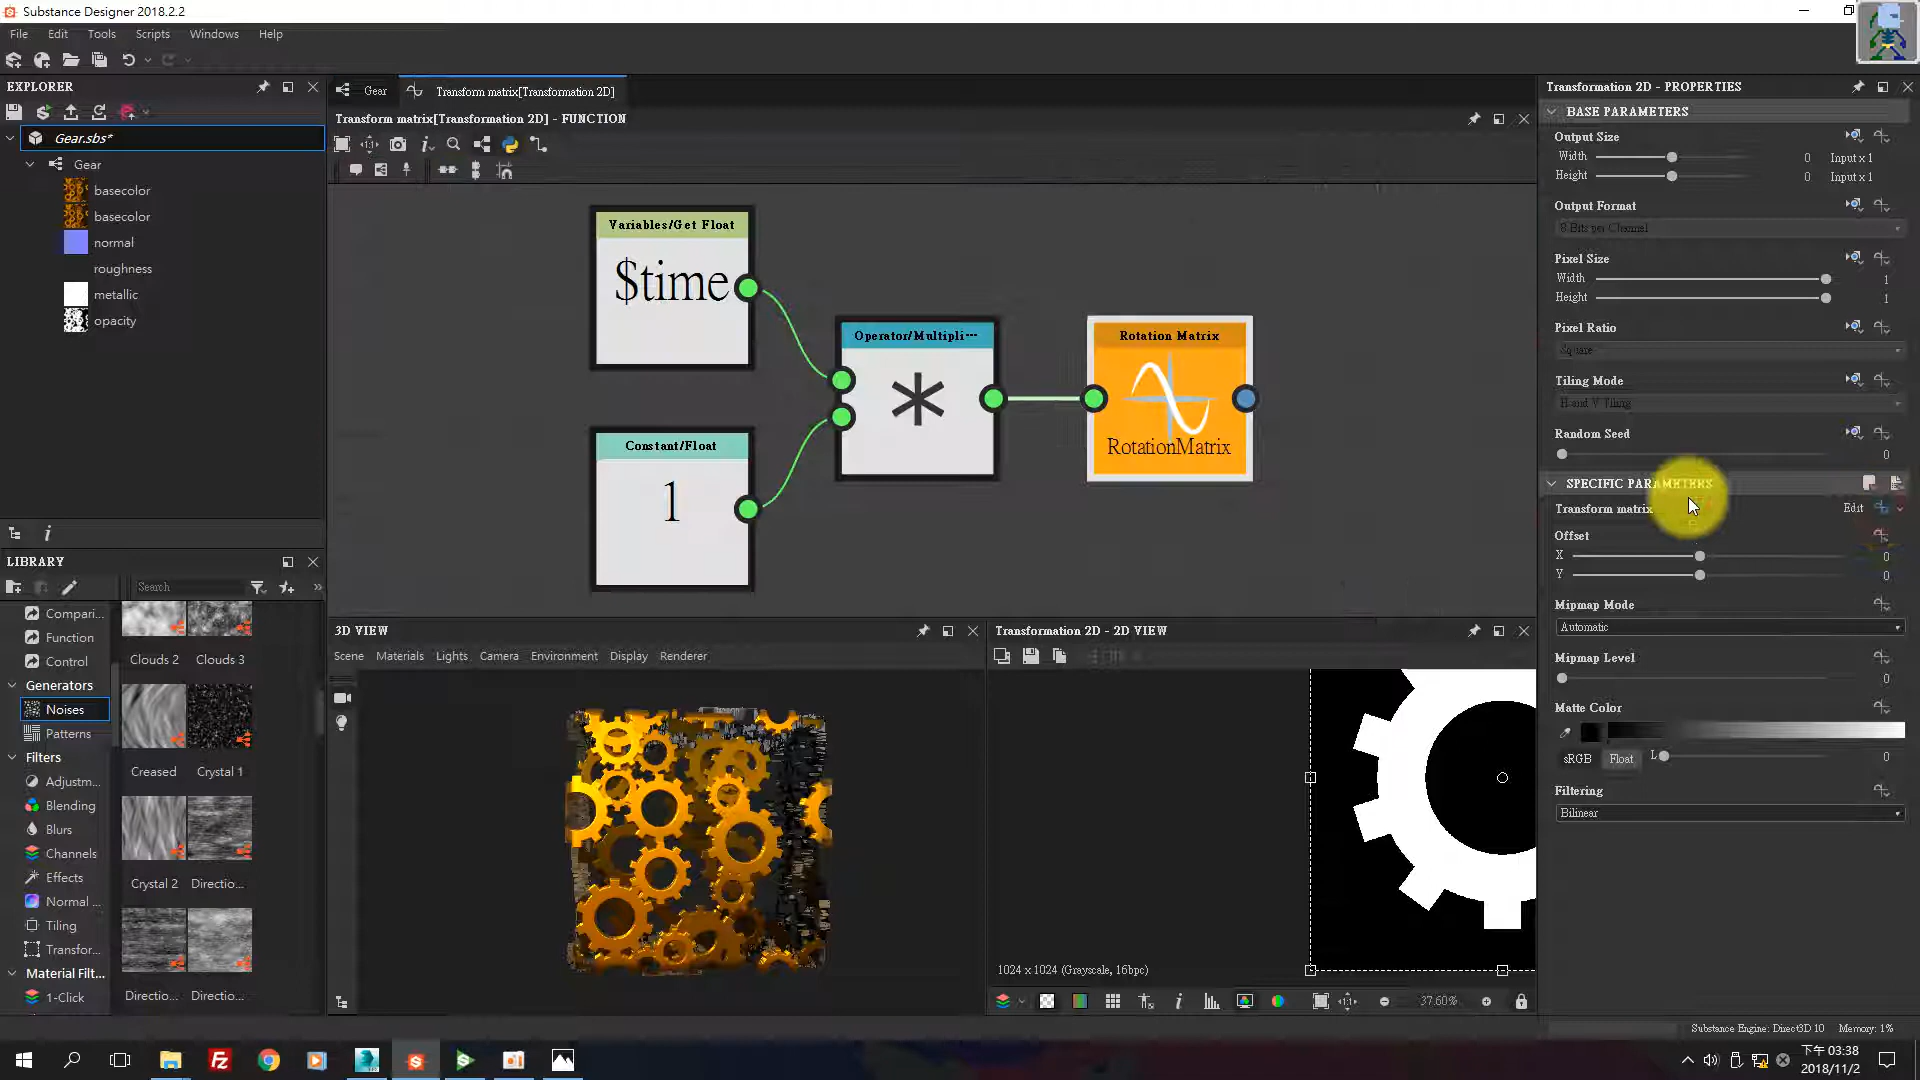 Substance Designer 2018.2.2
File Edit Tools Scripts Windows Help
EXPLORER
Gear.sbs*
Gear
basecolor
basecolor
normal
roughness
metallic
opacity
LIBRARY
Search
Compari...
Function
Control
Generators
Noises
Patterns
Filters
Adjustm...
Blending
Blurs
Channels
Effects
Normal ...
Tiling
Transfor...
Material Filt...
1-Click
Clouds 2 Clouds 3
Creased Crystal 1
Crystal 2 Directio...
Directio... Directio...
Gear
Transform matrix[Transformation 2D]
Transform matrix[Transformation 2D] - FUNCTION
Variables/Get Float
$time
Constant/Float
1
Operator/Multipli...
*
Rotation Matrix
RotationMatrix
3D VIEW
Scene Materials Lights Camera Environment Display Renderer
Transformation 2D - 2D VIEW
1024 x 1024 (Grayscale, 16bpc)
37.60%
Transformation 2D - PROPERTIES
BASE PARAMETERS
Output Size
Width 0 Input x 1
Height 0 Input x 1
Output Format
8 Bits per Channel
Pixel Size
Width 1
Height 1
Pixel Ratio
Square
Tiling Mode
H and V Tiling
Random Seed
0
SPECIFIC PARAMETERS
Transform matrix Edit
Offset
X 0
Y 0
Mipmap Mode
Automatic
Mipmap Level
0
Matte Color
sRGB Float L 0
Filtering
Bilinear
Substance Engine: Direct3D 10 Memory: 1%
下午 03:38
2018/11/2